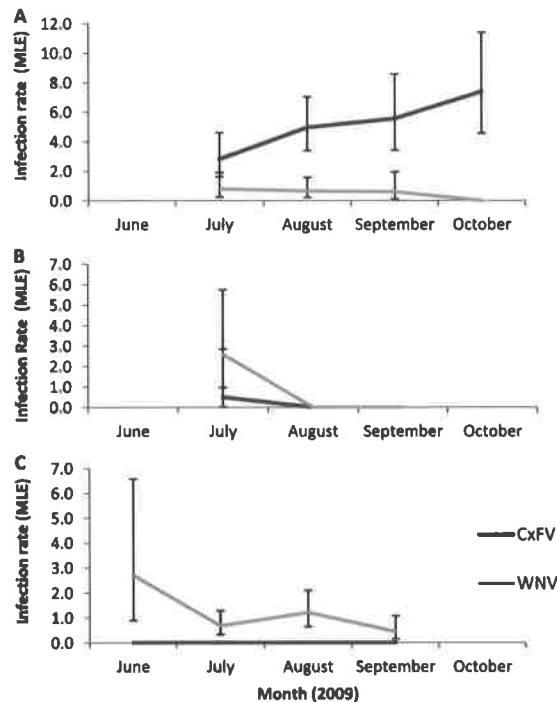 A
Infection rate (MLE)
12.0
10.0
8.0
6.0
4.0
2.0
0.0
June July August September October
B
Infection Rate (MLE)
7.0
6.0
5.0
4.0
3.0
2.0
1.0
0.0
June July August September October
C
Infection rate (MLE)
7.0
6.0
5.0
4.0
3.0
2.0
1.0
0.0
June July August September October
Month (2009)
CxFV
WNV